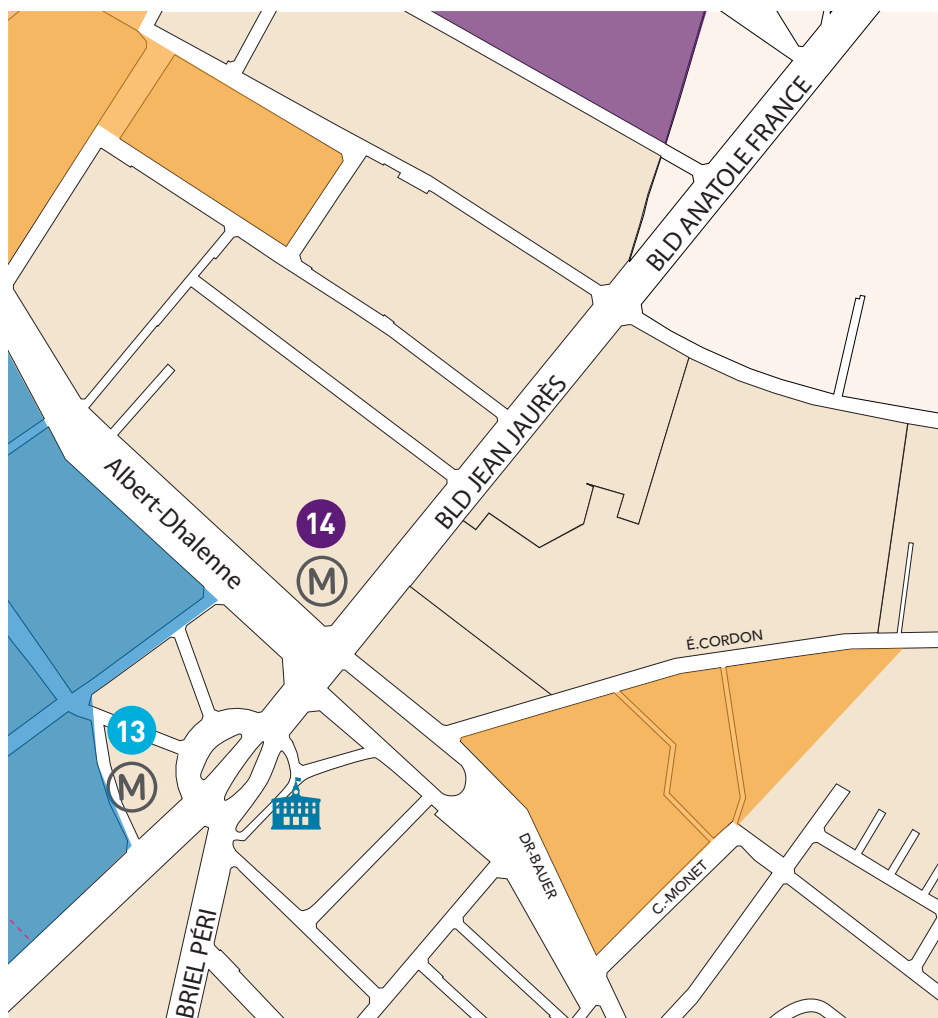 BLD ANATOLE FRANCE
BLD JEAN JAURÈS
Albert-Dhalenne
14
M
É.CORDON
13
M
DR-BAUER
C.-MONET
BRIEL PÉRI